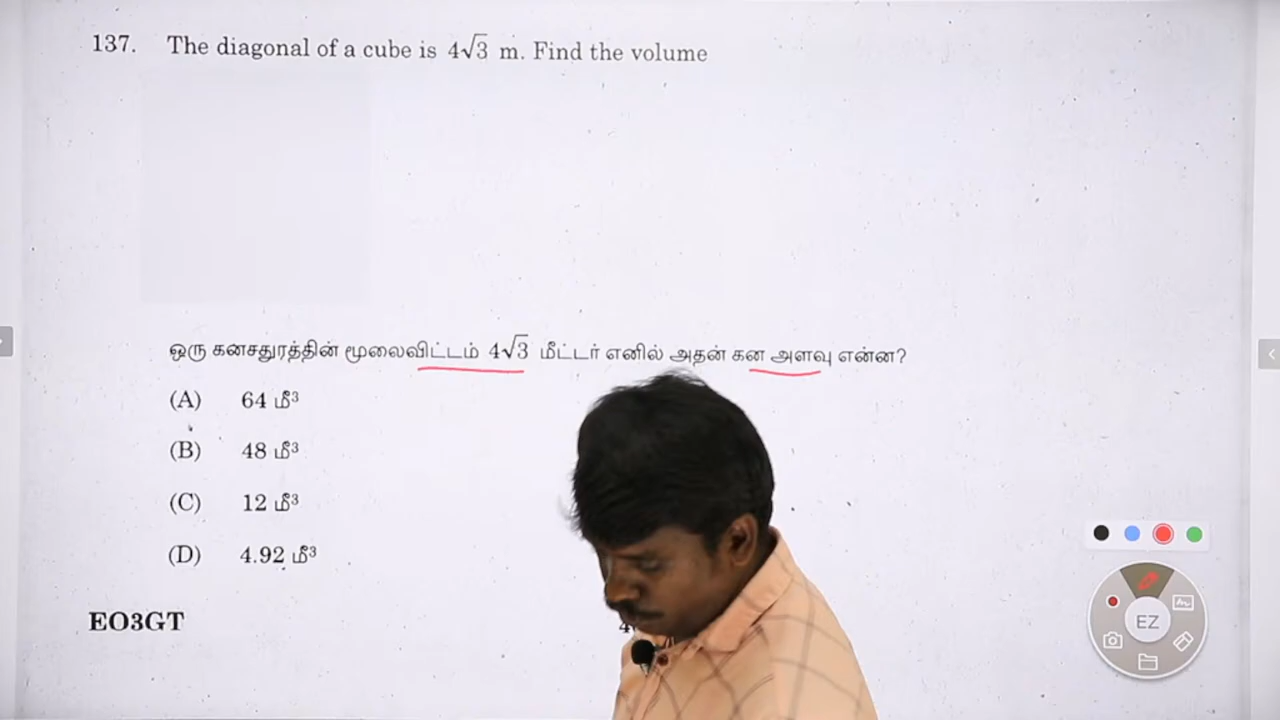 137. The diagonal of a cube is 4√3 m. Find the volume
ஒரு கனசதுரத்தின் மூலைவிட்டம் 4√3 மீட்டர் எனில் அதன் கன அளவு என்ன?
(A) 64 மீ³
(B) 48 மீ³
(C) 12 மீ³
(D) 4.92 மீ³
EO3GT
EZ